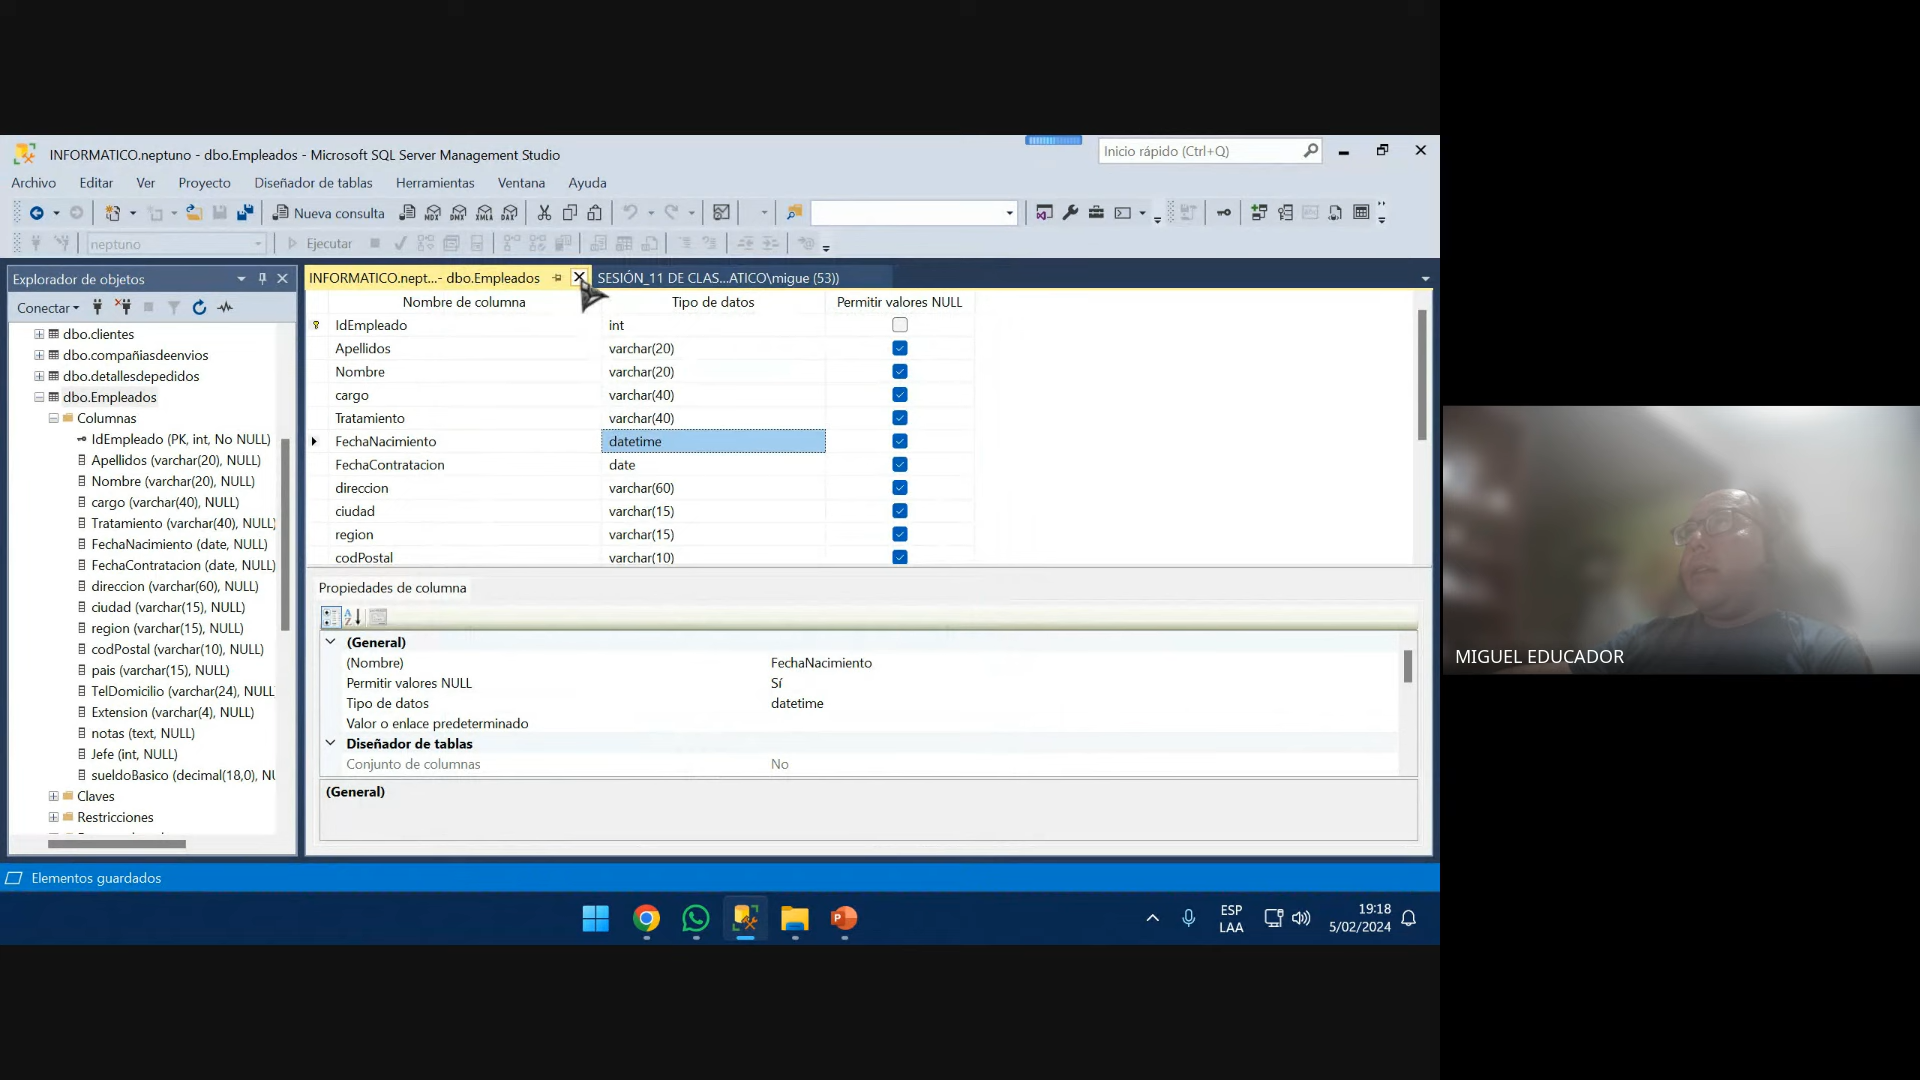 INFORMATICO.neptuno - dbo.Empleados - Microsoft SQL Server Management Studio
Inicio rápido (Ctrl+Q)
Archivo Editar Ver Proyecto Diseñador de tablas Herramientas Ventana Ayuda
Nueva consulta MDX DMX XMLA DAX
neptuno Ejecutar
Explorador de objetos
INFORMATICO.nept...- dbo.Empleados SESIÓN_11 DE CLAS...ATICO\migue (53))
Conectar
dbo.clientes
dbo.compañiasdeenvios
dbo.detallesdepedidos
dbo.Empleados
Columnas
IdEmpleado (PK, int, No NULL)
Apellidos (varchar(20), NULL)
Nombre (varchar(20), NULL)
cargo (varchar(40), NULL)
Tratamiento (varchar(40), NULL)
FechaNacimiento (date, NULL)
FechaContratacion (date, NULL)
direccion (varchar(60), NULL)
ciudad (varchar(15), NULL)
region (varchar(15), NULL)
codPostal (varchar(10), NULL)
pais (varchar(15), NULL)
TelDomicilio (varchar(24), NULL
Extension (varchar(4), NULL)
notas (text, NULL)
Jefe (int, NULL)
sueldoBasico (decimal(18,0), NU
Claves
Restricciones
Nombre de columna Tipo de datos Permitir valores NULL
IdEmpleado int
Apellidos varchar(20)
Nombre varchar(20)
cargo varchar(40)
Tratamiento varchar(40)
FechaNacimiento datetime
FechaContratacion date
direccion varchar(60)
ciudad varchar(15)
region varchar(15)
codPostal varchar(10)
Propiedades de columna
(General)
(Nombre) FechaNacimiento
Permitir valores NULL Sí
Tipo de datos datetime
Valor o enlace predeterminado
Diseñador de tablas
Conjunto de columnas No
(General)
Elementos guardados
ESP
LAA
19:18
5/02/2024
MIGUEL EDUCADOR